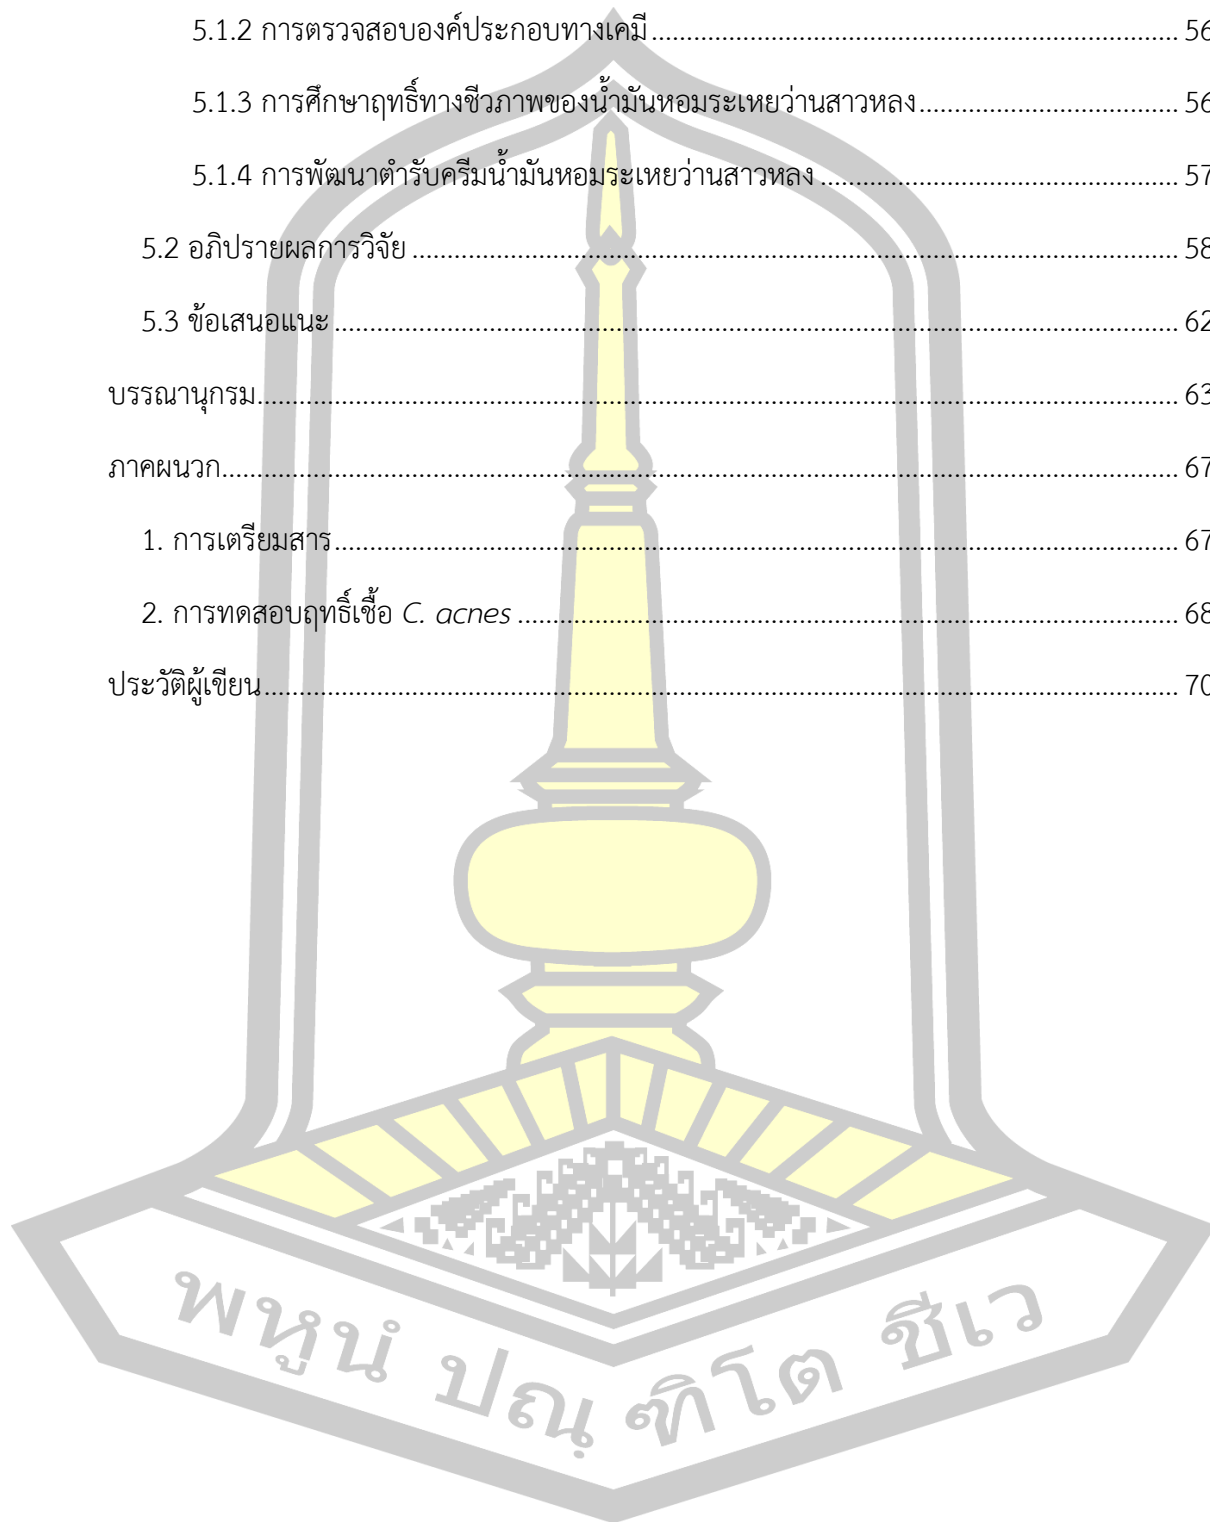 5.1.2 การตรวจสอบองค์ประกอบทางเคมี ........................................................................ 56
5.1.3 การศึกษาฤทธิ์ทางชีวภาพของน้ำมันหอมระเหยว่านสาวหลง .................................... 56
5.1.4 การพัฒนาตำรับครีมน้ำมันหอมระเหยว่านสาวหลง ................................................ 57
5.2 อภิปรายผลการวิจัย ........................................................................................... 58
5.3 ข้อเสนอแนะ .................................................................................................... 62
บรรณานุกรม ......................................................................................................... 63
ภาคผนวก ............................................................................................................. 67
1. การเตรียมสาร .................................................................................................... 67
2. การทดสอบฤทธิ์เชื้อ C. acnes .............................................................................. 68
ประวัติผู้เขียน ........................................................................................................ 70
พหูนํ ปณฺฑิโต ชีเว